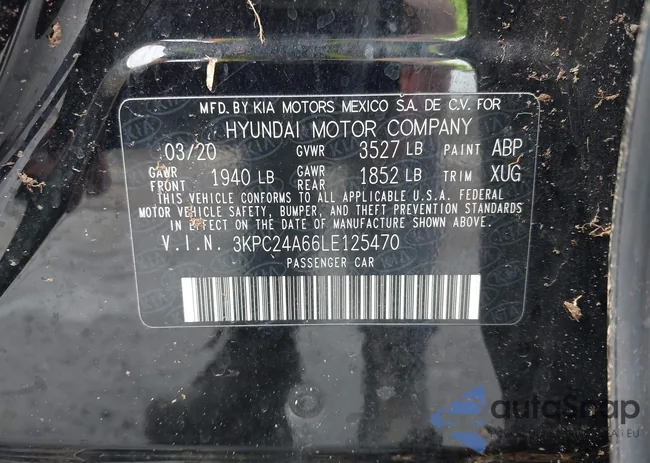 MFD. BY KIA MOTORS MEXICO S.A. DE C.V. FOR
HYUNDAI MOTOR COMPANY
03/20 GVWR 3527 LB PAINT ABP
GAWR FRONT 1940 LB GAWR REAR 1852 LB TRIM XUG
THIS VEHICLE CONFORMS TO ALL APPLICABLE U.S.A. FEDERAL
MOTOR VEHICLE SAFETY, BUMPER, AND THEFT PREVENTION STANDARDS
IN EFFECT ON THE DATE OF MANUFACTURE SHOWN ABOVE.
V.I.N. 3KPC24A66LE125470
PASSENGER CAR
autoSnap